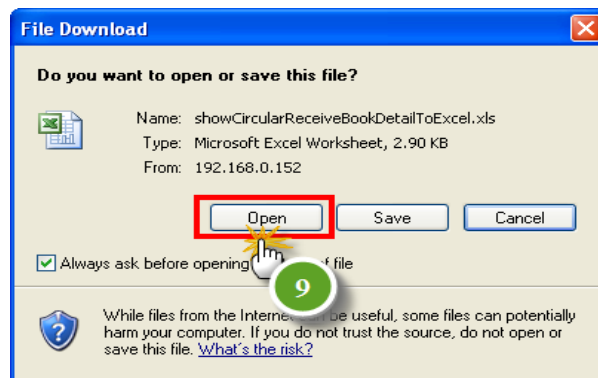 File Download
Do you want to open or save this file?
Name: showCircularReceiveBookDetailToExcel.xls
Type: Microsoft Excel Worksheet, 2.90 KB
From: 192.168.0.152
Open Save Cancel
Always ask before opening of file
9
While files from the Internet can be useful, some files can potentially
harm your computer. If you do not trust the source, do not open or
save this file. What's the risk?